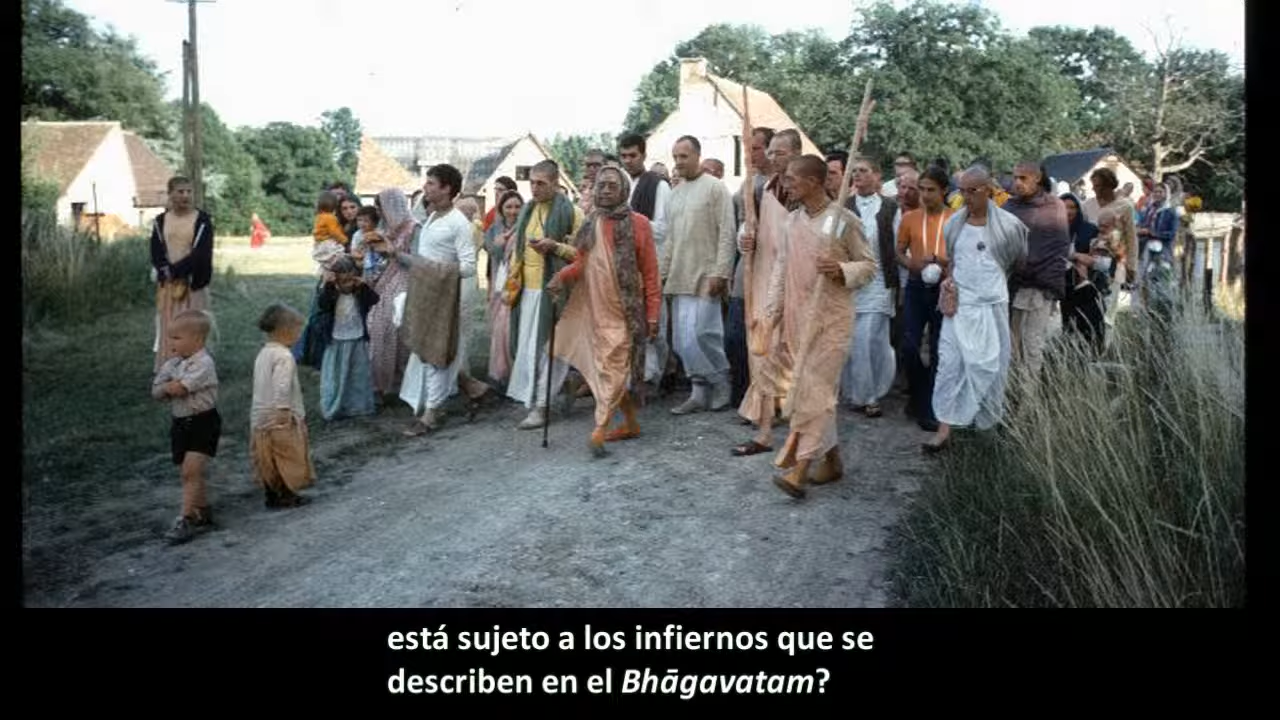 está sujeto a los infiernos que se
describen en el Bhāgavatam?